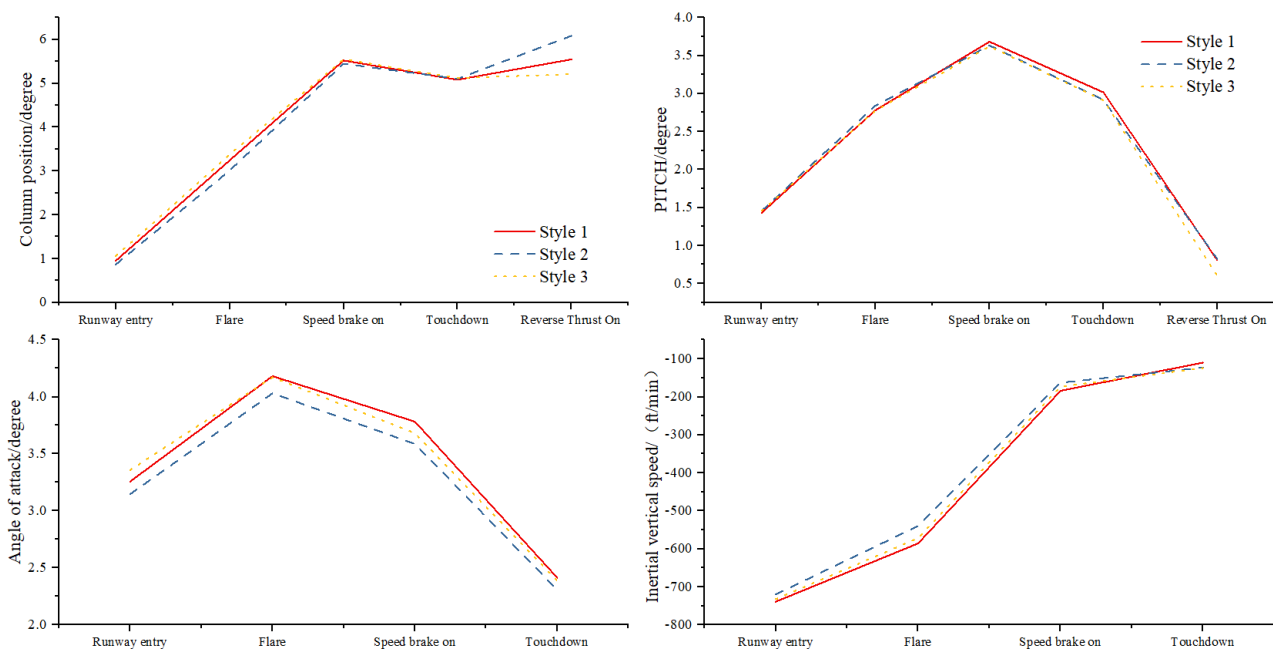 Column position/degree
6
5
4
3
2
1
0
Style 1
Style 2
Style 3
Runway entry
Flare
Speed brake on
Touchdown
Reverse Thrust On
PITCH/degree
4.0
3.5
3.0
2.5
2.0
1.5
1.0
0.5
Style 1
Style 2
Style 3
Runway entry
Flare
Speed brake on
Touchdown
Reverse Thrust On
Angle of attack/degree
4.5
4.0
3.5
3.0
2.5
2.0
Runway entry
Flare
Speed brake on
Touchdown
Inertial vertical speed/（ft/min）
-100
-200
-300
-400
-500
-600
-700
-800
Runway entry
Flare
Speed brake on
Touchdown